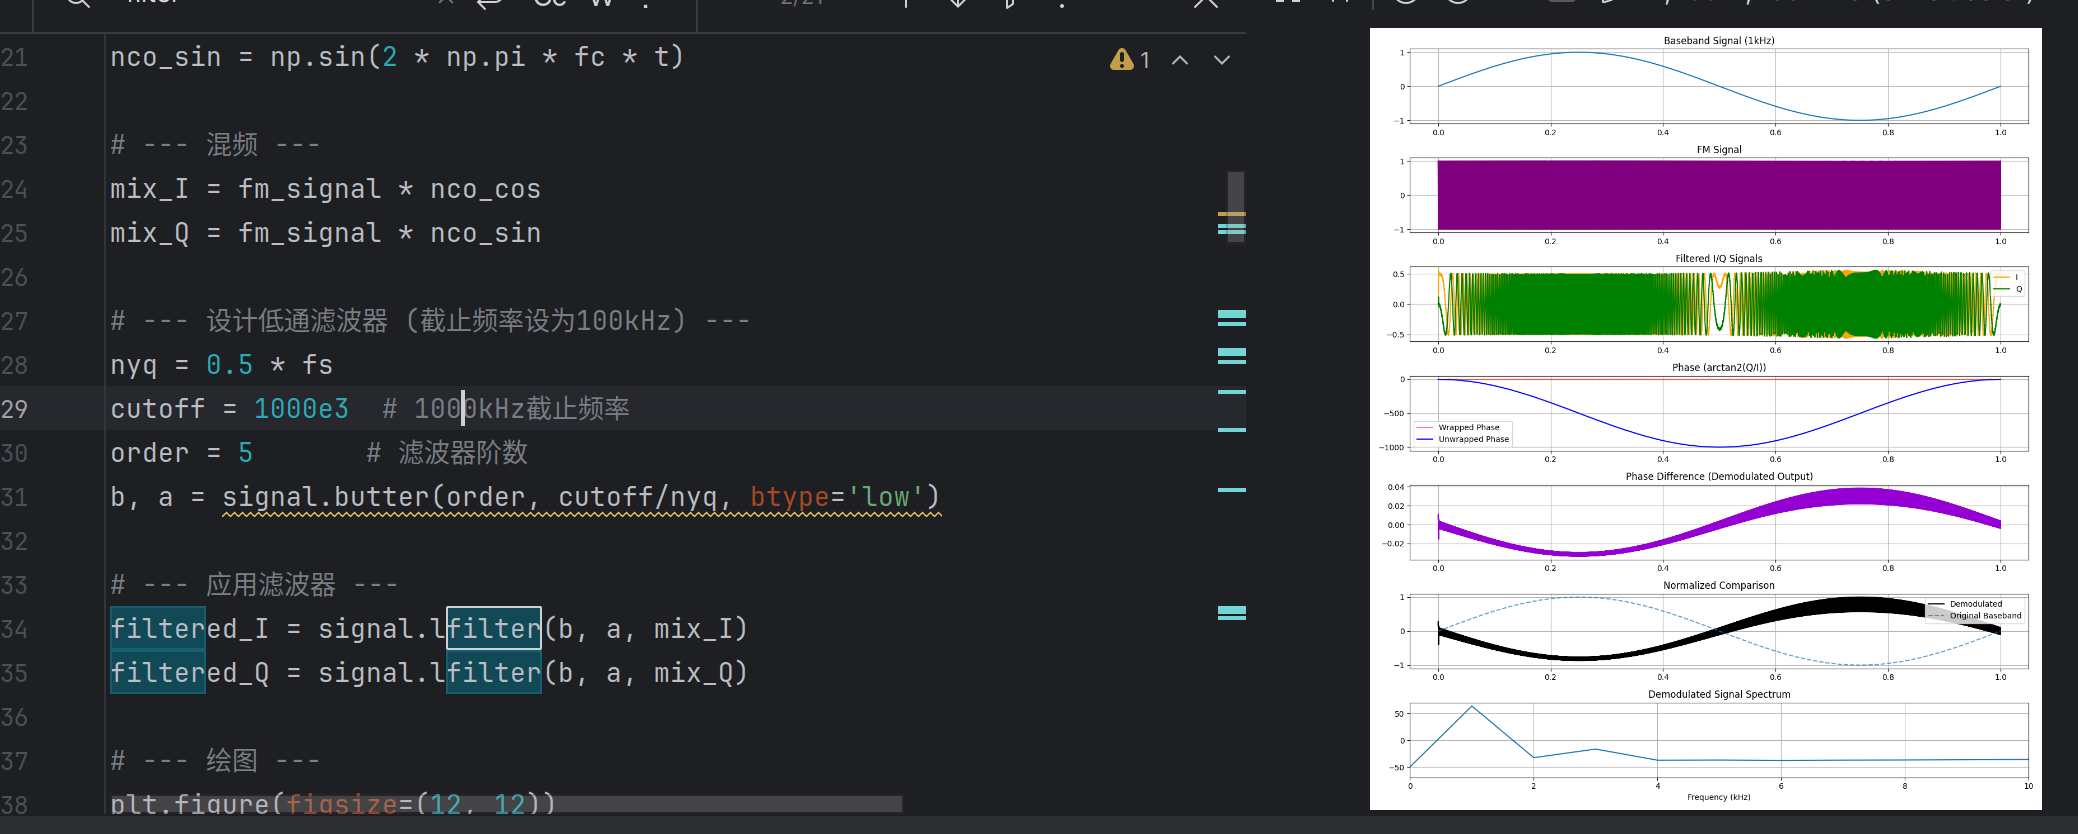 21 nco_sin = np.sin(2 * np.pi * fc * t)
1
22
23 # --- 混频 ---
24 mix_I = fm_signal * nco_cos
25 mix_Q = fm_signal * nco_sin
26
27 # --- 设计低通滤波器 (截止频率设为100kHz) ---
28 nyq = 0.5 * fs
29 cutoff = 1000e3  # 1000kHz截止频率
30 order = 5       # 滤波器阶数
31 b, a = signal.butter(order, cutoff/nyq, btype='low')
32
33 # --- 应用滤波器 ---
34 filtered_I = signal.lfilter(b, a, mix_I)
35 filtered_Q = signal.lfilter(b, a, mix_Q)
36
37 # --- 绘图 ---
38 plt.figure(figsize=(12, 12))
Baseband Signal (1kHz)
1
0
−1
0.0 0.2 0.4 0.6 0.8 1.0
FM Signal
1
0
−1
0.0 0.2 0.4 0.6 0.8 1.0
Filtered I/Q Signals
0.5
0.0
−0.5
I
Q
0.0 0.2 0.4 0.6 0.8 1.0
Phase (arctan2(Q/I))
0
−500
−1000
Wrapped Phase
Unwrapped Phase
0.0 0.2 0.4 0.6 0.8 1.0
Phase Difference (Demodulated Output)
0.04
0.02
0.00
−0.02
0.0 0.2 0.4 0.6 0.8 1.0
Normalized Comparison
1
0
−1
Demodulated
Original Baseband
0.0 0.2 0.4 0.6 0.8 1.0
Demodulated Signal Spectrum
50
0
−50
0 2 4 6 8 10
Frequency (kHz)